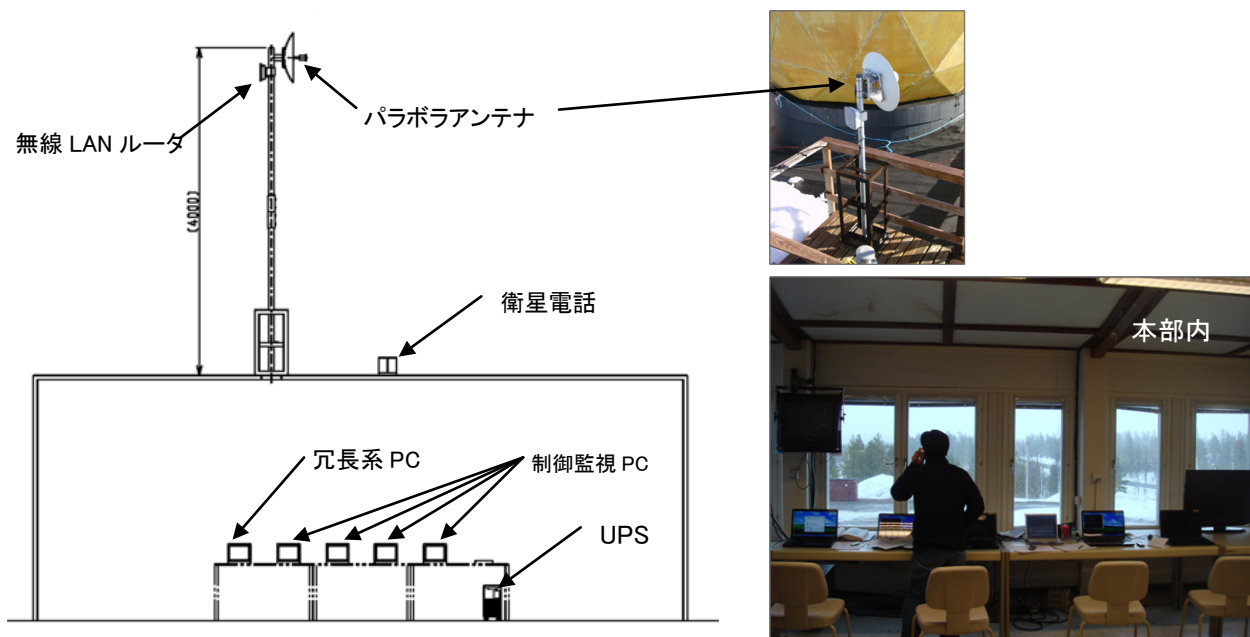 パラボラアンテナ
無線 LAN ルータ
(4000)
衛星電話
本部内
冗長系 PC
制御監視 PC
UPS